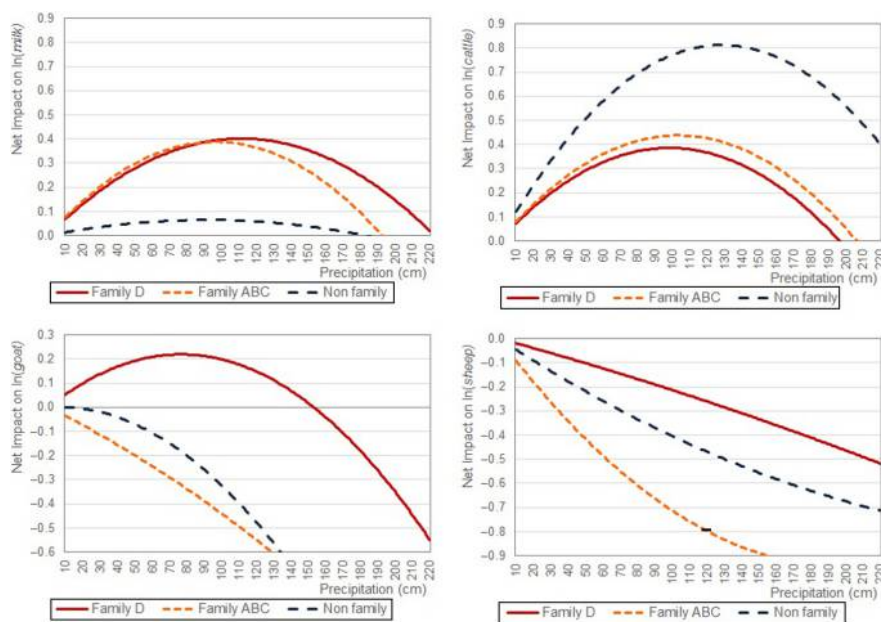 Net Impact on ln(milk)
0.9
0.8
0.7
0.6
0.5
0.4
0.3
0.2
0.1
0.0
10 20 30 40 50 60 70 80 90 100 110 120 130 140 150 160 170 180 190 200 210 220
Precipitation (cm)
Family D Family ABC Non family
Net Impact on ln(cattle)
0.9
0.8
0.7
0.6
0.5
0.4
0.3
0.2
0.1
0.0
10 20 30 40 50 60 70 80 90 100 110 120 130 140 150 160 170 180 190 200 210 220
Precipitation (cm)
Family D Family ABC Non family
Net Impact on ln(goat)
0.3
0.2
0.1
0.0
–0.1
–0.2
–0.3
–0.4
–0.5
–0.6
10 20 30 40 50 60 70 80 90 100 110 120 130 140 150 160 170 180 190 200 210 220
Precipitation (cm)
Family D Family ABC Non family
Net Impact on ln(sheep)
0.0
–0.1
–0.2
–0.3
–0.4
–0.5
–0.6
–0.7
–0.8
–0.9
10 20 30 40 50 60 70 80 90 100 110 120 130 140 150 160 170 180 190 200 210 220
Precipitation (cm)
Family D Family ABC Non family